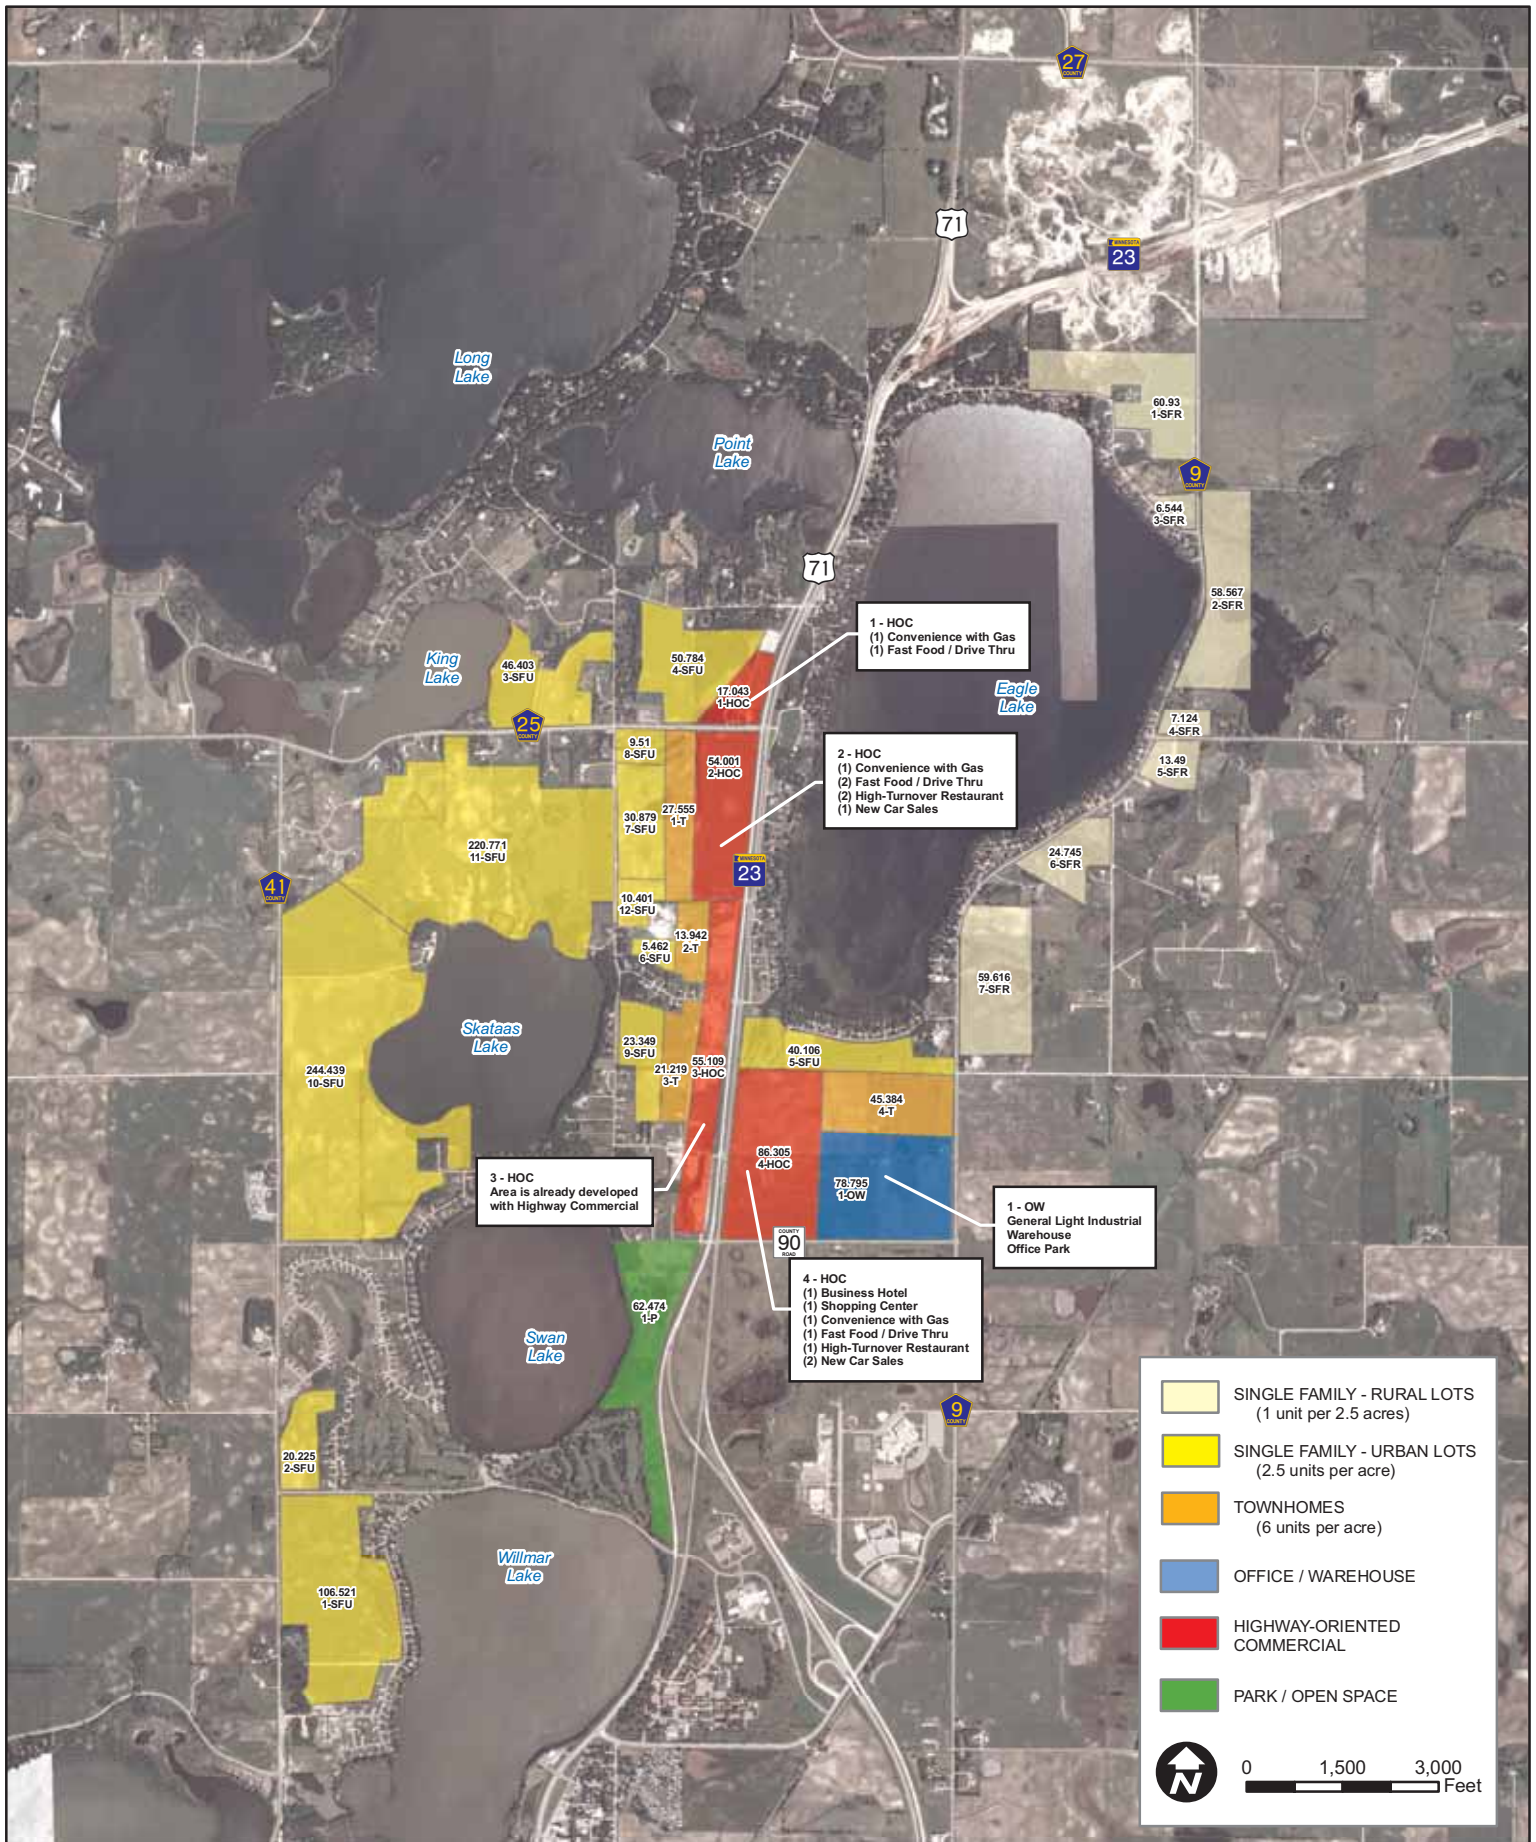 27
COUNTY
71
MINNESOTA
23
Long
Lake
60.93
1-SFR
Point
Lake
9
COUNTY
6.544
3-SFR
71
58.567
2-SFR
1 - HOC
(1) Convenience with Gas
(1) Fast Food / Drive Thru
King
Lake
46.403
3-SFU
50.784
4-SFU
17.043
1-HOC
Eagle
Lake
25
COUNTY
7.124
4-SFR
13.49
5-SFR
9.51
8-SFU
54.001
2-HOC
2 - HOC
(1) Convenience with Gas
(2) Fast Food / Drive Thru
(2) High-Turnover Restaurant
(1) New Car Sales
30.879
7-SFU
27.555
1-T
220.771
11-SFU
24.745
6-SFR
MINNESOTA
23
41
COUNTY
10.401
12-SFU
13.942
2-T
5.462
6-SFU
59.616
7-SFR
Skataas
Lake
23.349
9-SFU
21.219
3-T
55.109
3-HOC
40.106
5-SFU
244.439
10-SFU
45.384
4-T
86.305
4-HOC
78.795
1-OW
3 - HOC
Area is already developed
with Highway Commercial
1 - OW
General Light Industrial
Warehouse
Office Park
COUNTY
90
ROAD
4 - HOC
(1) Business Hotel
(1) Shopping Center
(1) Convenience with Gas
(1) Fast Food / Drive Thru
(1) High-Turnover Restaurant
(2) New Car Sales
62.474
1-P
Swan
Lake
9
COUNTY
20.225
2-SFU
Willmar
Lake
106.521
1-SFU
SINGLE FAMILY - RURAL LOTS
(1 unit per 2.5 acres)
SINGLE FAMILY - URBAN LOTS
(2.5 units per acre)
TOWNHOMES
(6 units per acre)
OFFICE / WAREHOUSE
HIGHWAY-ORIENTED
COMMERCIAL
PARK / OPEN SPACE
N
0 1,500 3,000
Feet